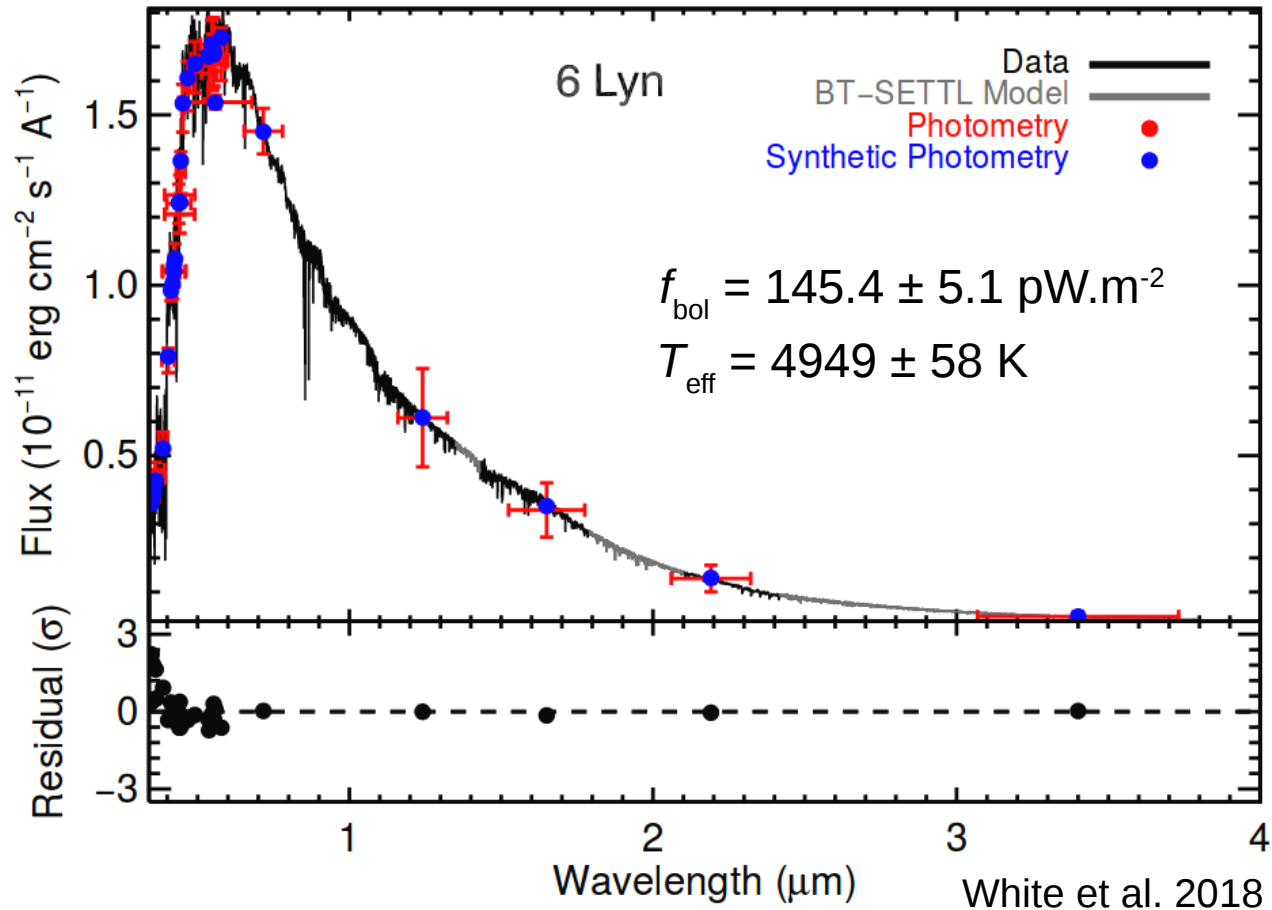 6 Lyn
Data
BT−SETTL Model
Photometry
Synthetic Photometry
f_bol = 145.4 ± 5.1 pW.m⁻²
T_eff = 4949 ± 58 K
Flux (10⁻¹¹ erg cm⁻² s⁻¹ A⁻¹)
1.5
1.0
0.5
Residual (σ)
3
0
−3
1 2 3 4
Wavelength (μm)
White et al. 2018